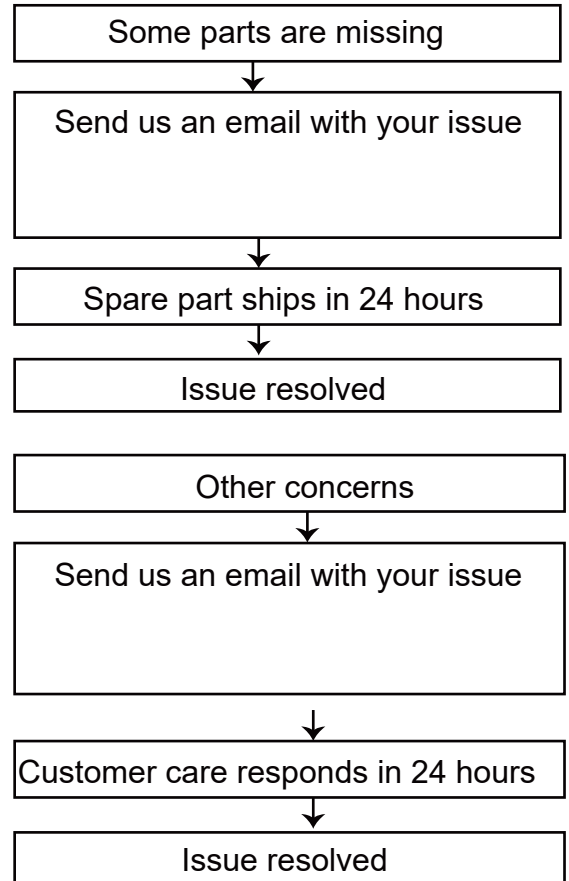 Some parts are missing
Send us an email with your issue
Spare part ships in 24 hours
Issue resolved
Other concerns
Send us an email with your issue
Customer care responds in 24 hours
Issue resolved